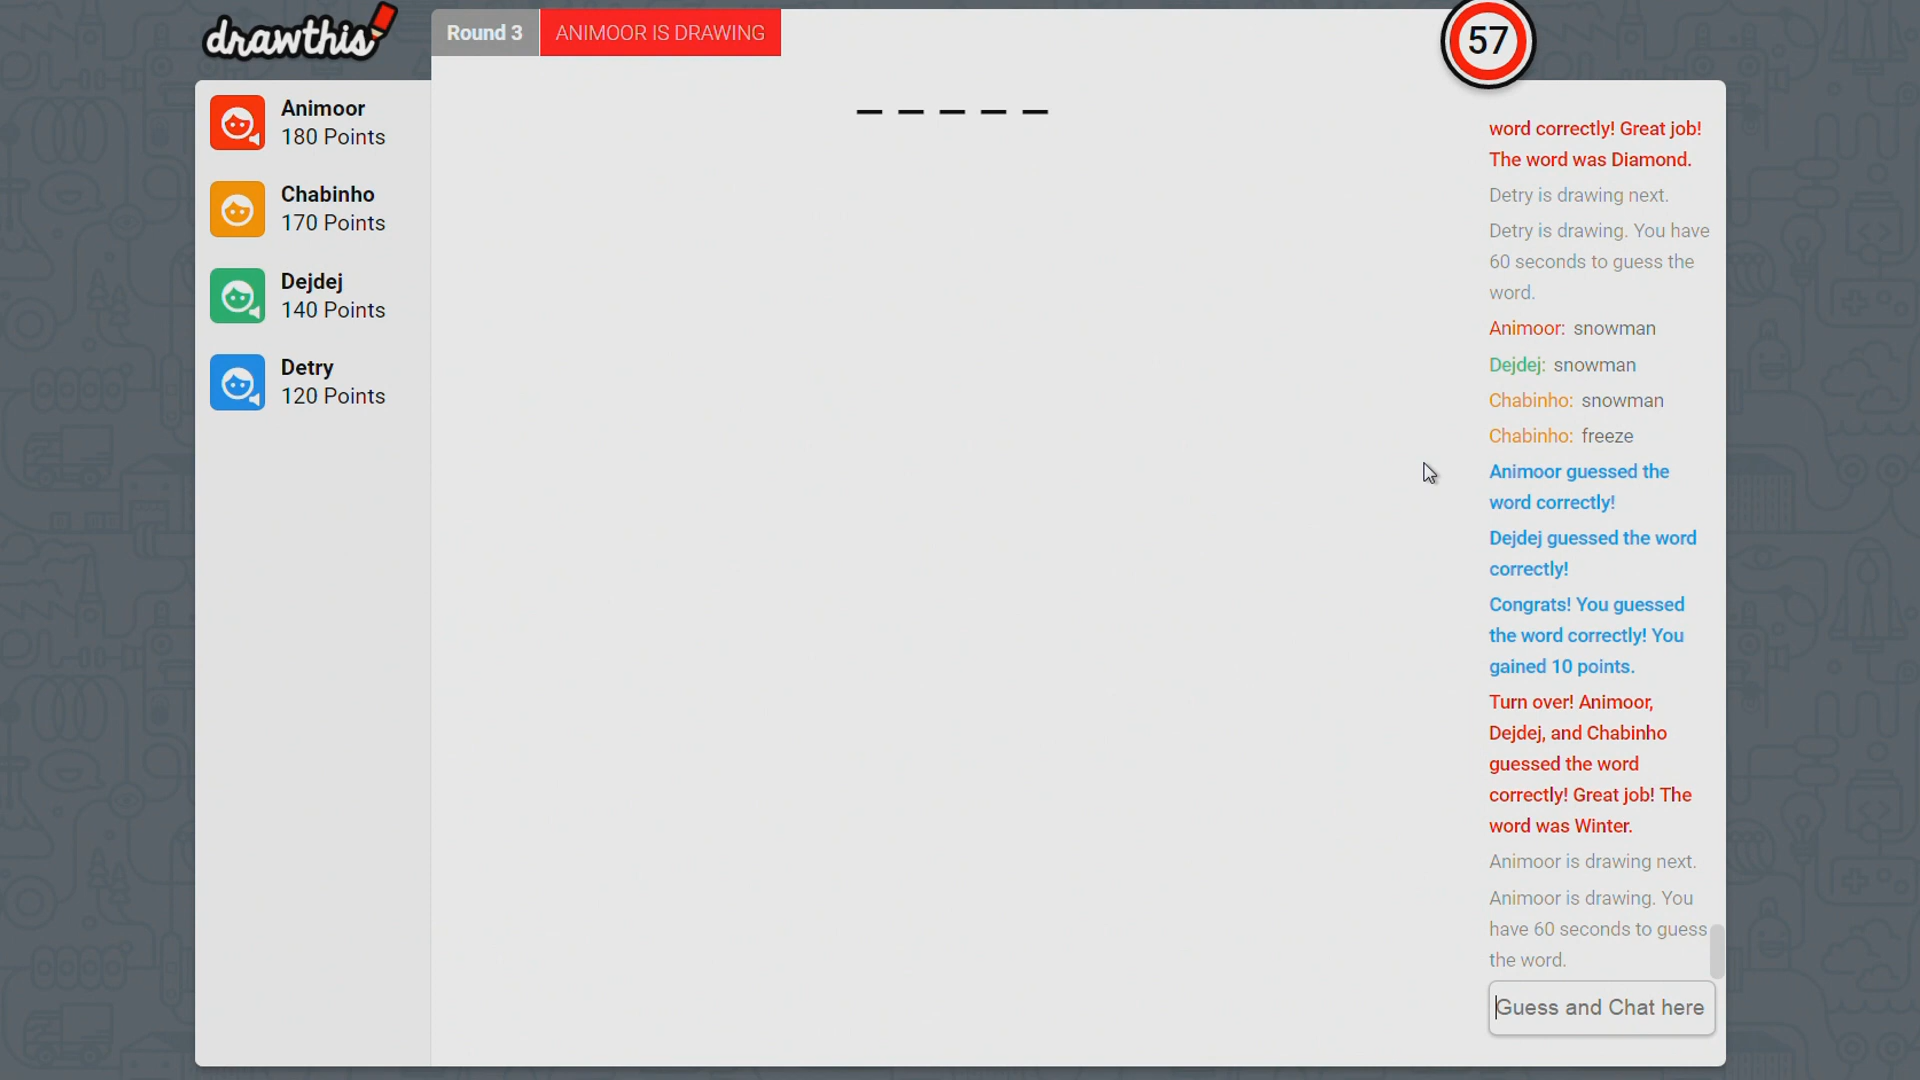 drawthis
Round 3
ANIMOOR IS DRAWING
57
Animoor
180 Points
Chabinho
170 Points
Dejdej
140 Points
Detry
120 Points
_ _ _ _ _
word correctly! Great job!
The word was Diamond.
Detry is drawing next.
Detry is drawing. You have
60 seconds to guess the
word.
Animoor: snowman
Dejdej: snowman
Chabinho: snowman
Chabinho: freeze
Animoor guessed the
word correctly!
Dejdej guessed the word
correctly!
Congrats! You guessed
the word correctly! You
gained 10 points.
Turn over! Animoor,
Dejdej, and Chabinho
guessed the word
correctly! Great job! The
word was Winter.
Animoor is drawing next.
Animoor is drawing. You
have 60 seconds to guess
the word.
Guess and Chat here